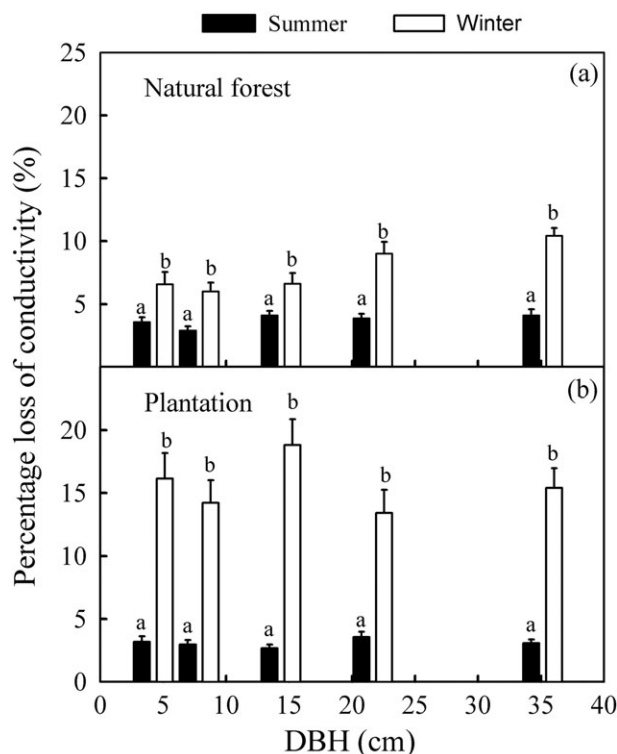 Summer Winter
Percentage loss of conductivity (%)
25
20
15
10
5
Natural forest
(a)
a b a b a b a b a b
20
15
10
5
0
Plantation
(b)
a b a b a b a b a b
0 5 10 15 20 25 30 35 40
DBH (cm)